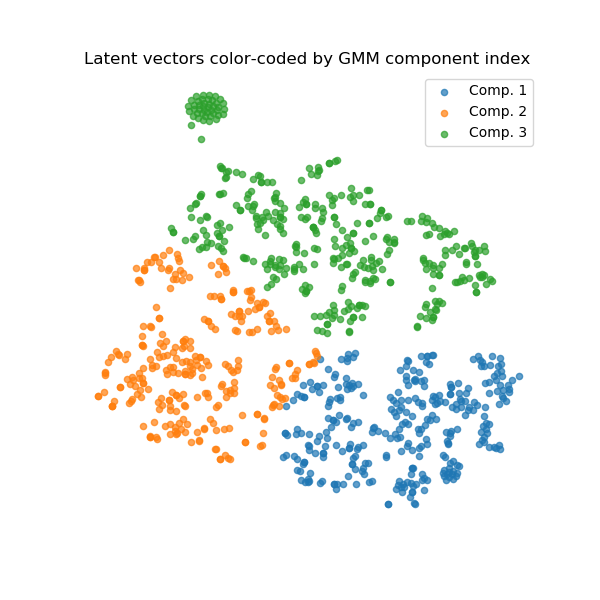 Latent vectors color-coded by GMM component index
Comp. 1
Comp. 2
Comp. 3